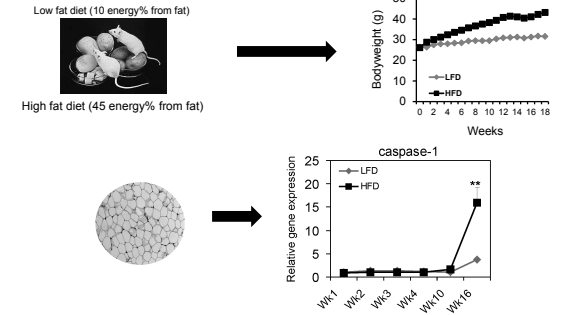 Low fat diet (10 energy% from fat)
High fat diet (45 energy% from fat)
Bodyweight (g)
50
40
30
20
10
0
LFD
HFD
0 2 4 6 8 10 12 14 16 18
Weeks
caspase-1
Relative gene expression
25
20
15
10
5
0
LFD
HFD
**
Wk1 Wk2 Wk3 Wk4 Wk10 Wk16